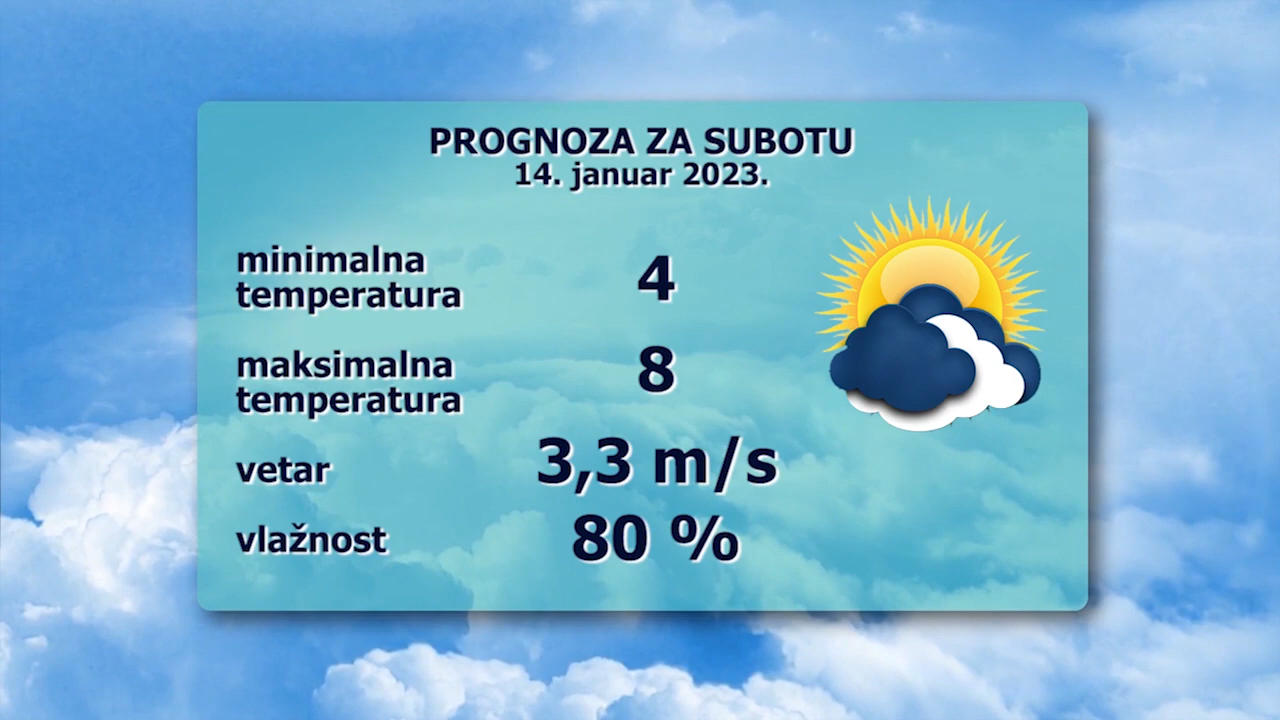 PROGNOZA ZA SUBOTU
14. januar 2023.
minimalna
temperatura
4
maksimalna
temperatura
8
vetar
3,3 m/s
vlažnost
80 %